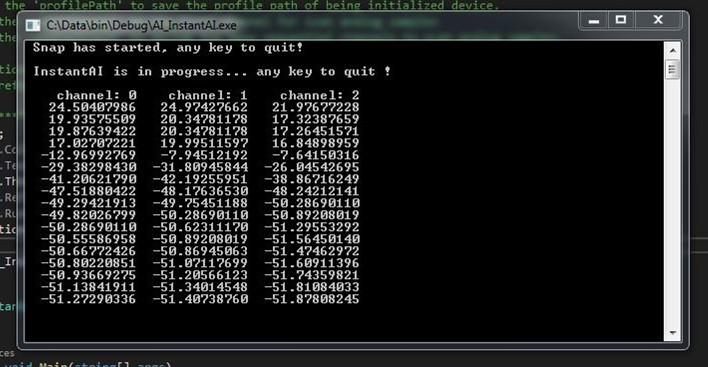 the 'profilePath' to save the profile path of being initialized device.
C:\Data\bin\Debug\AI_InstantAI.exe
Snap has started, any key to quit!
InstantAI is in progress... any key to quit !
channel: 0 channel: 1 channel: 2
24.50407986 24.97427662 21.97677228
19.93575509 20.34781178 17.32387659
19.87639422 20.34781178 17.26451571
17.02707221 19.99511597 16.84898959
-12.96992769 -7.94512192 -7.64150316
-29.38298430 -31.80945844 -26.04542695
-41.20621790 -42.19255951 -38.86716249
-47.51880422 -48.17636530 -48.24212141
-49.29421913 -49.75451188 -50.28690110
-49.82026799 -50.28690110 -50.89208019
-50.28690110 -50.62311170 -51.29553292
-50.55586958 -50.89208019 -51.56450140
-50.66772426 -50.86945063 -51.47462972
-50.80220851 -51.07117693 -51.60911396
-50.93669275 -51.20566123 -51.74359821
-51.13841911 -51.34014548 -51.81084033
-51.27290336 -51.40738760 -51.87808245
void Main(string[] args)